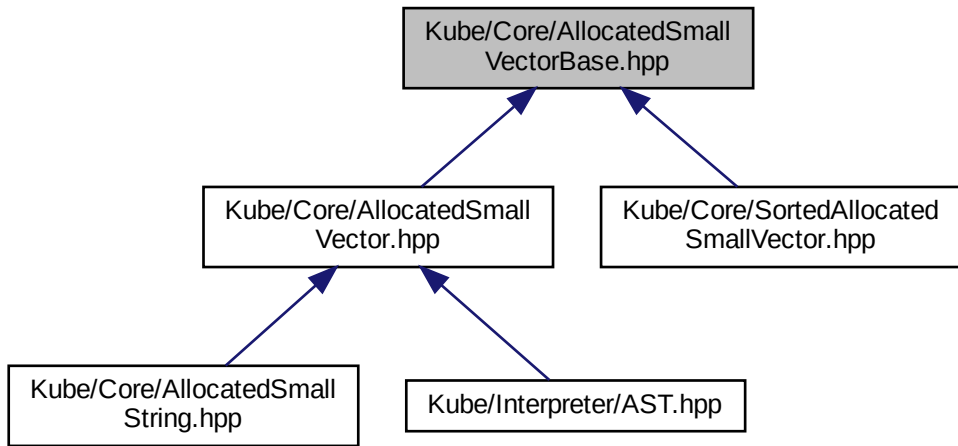 Kube/Core/AllocatedSmall
VectorBase.hpp
Kube/Core/AllocatedSmall
Vector.hpp
Kube/Core/SortedAllocated
SmallVector.hpp
Kube/Core/AllocatedSmall
String.hpp
Kube/Interpreter/AST.hpp